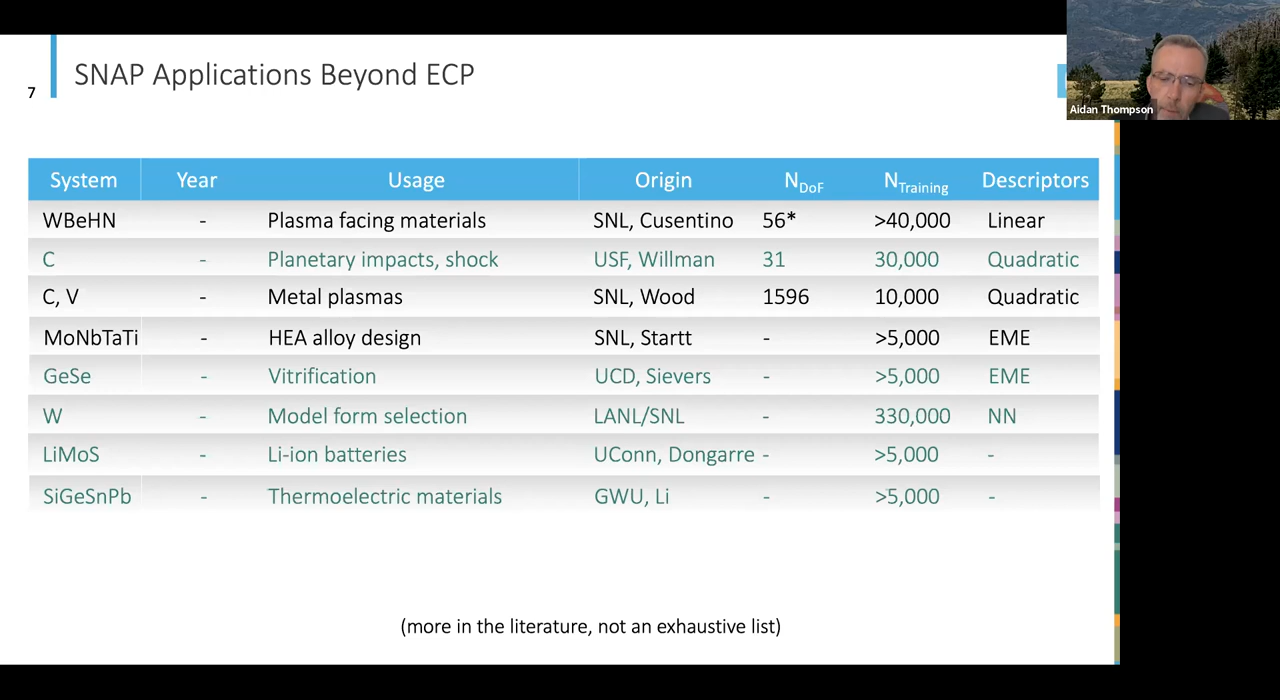 SNAP Applications Beyond ECP
7
Aidan Thompson
System Year Usage Origin NDoF NTraining Descriptors
WBeHN - Plasma facing materials SNL, Cusentino 56* >40,000 Linear
C - Planetary impacts, shock USF, Willman 31 30,000 Quadratic
C, V - Metal plasmas SNL, Wood 1596 10,000 Quadratic
MoNbTaTi - HEA alloy design SNL, Startt - >5,000 EME
GeSe - Vitrification UCD, Sievers - >5,000 EME
W - Model form selection LANL/SNL - 330,000 NN
LiMoS - Li-ion batteries UConn, Dongarre - >5,000 -
SiGeSnPb - Thermoelectric materials GWU, Li - >5,000 -
(more in the literature, not an exhaustive list)